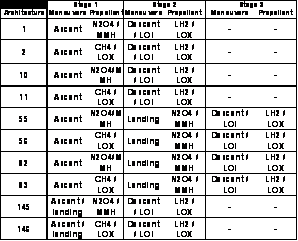 Stage 1 Stage 2 Stage 3
Architecture Maneuvers Propellant Maneuvers Propellant Maneuvers Propellant
1 Ascent N2O4 / MMH Descent / LOI LH2 / LOX - -
2 Ascent CH4 / LOX Descent / LOI LH2 / LOX - -
10 Ascent N2O4/M MH Descent / LOI LH2 / LOX - -
11 Ascent CH4 / LOX Descent / LOI LH2 / LOX - -
55 Ascent N2O4/M MH Landing N2O4 / MMH Descent / LOI LH2 / LOX
56 Ascent CH4 / LOX Landing N2O4 / MMH Descent / LOI LH2 / LOX
82 Ascent N2O4/M MH Landing N2O4 / MMH Descent / LOI LH2 / LOX
83 Ascent CH4 / LOX Landing N2O4 / MMH Descent / LOI LH2 / LOX
145 Ascent / landing N2O4 / MMH Descent / LOI LH2 / LOX - -
146 Ascent / landing CH4 / LOX Descent / LOI LH2 / LOX - -